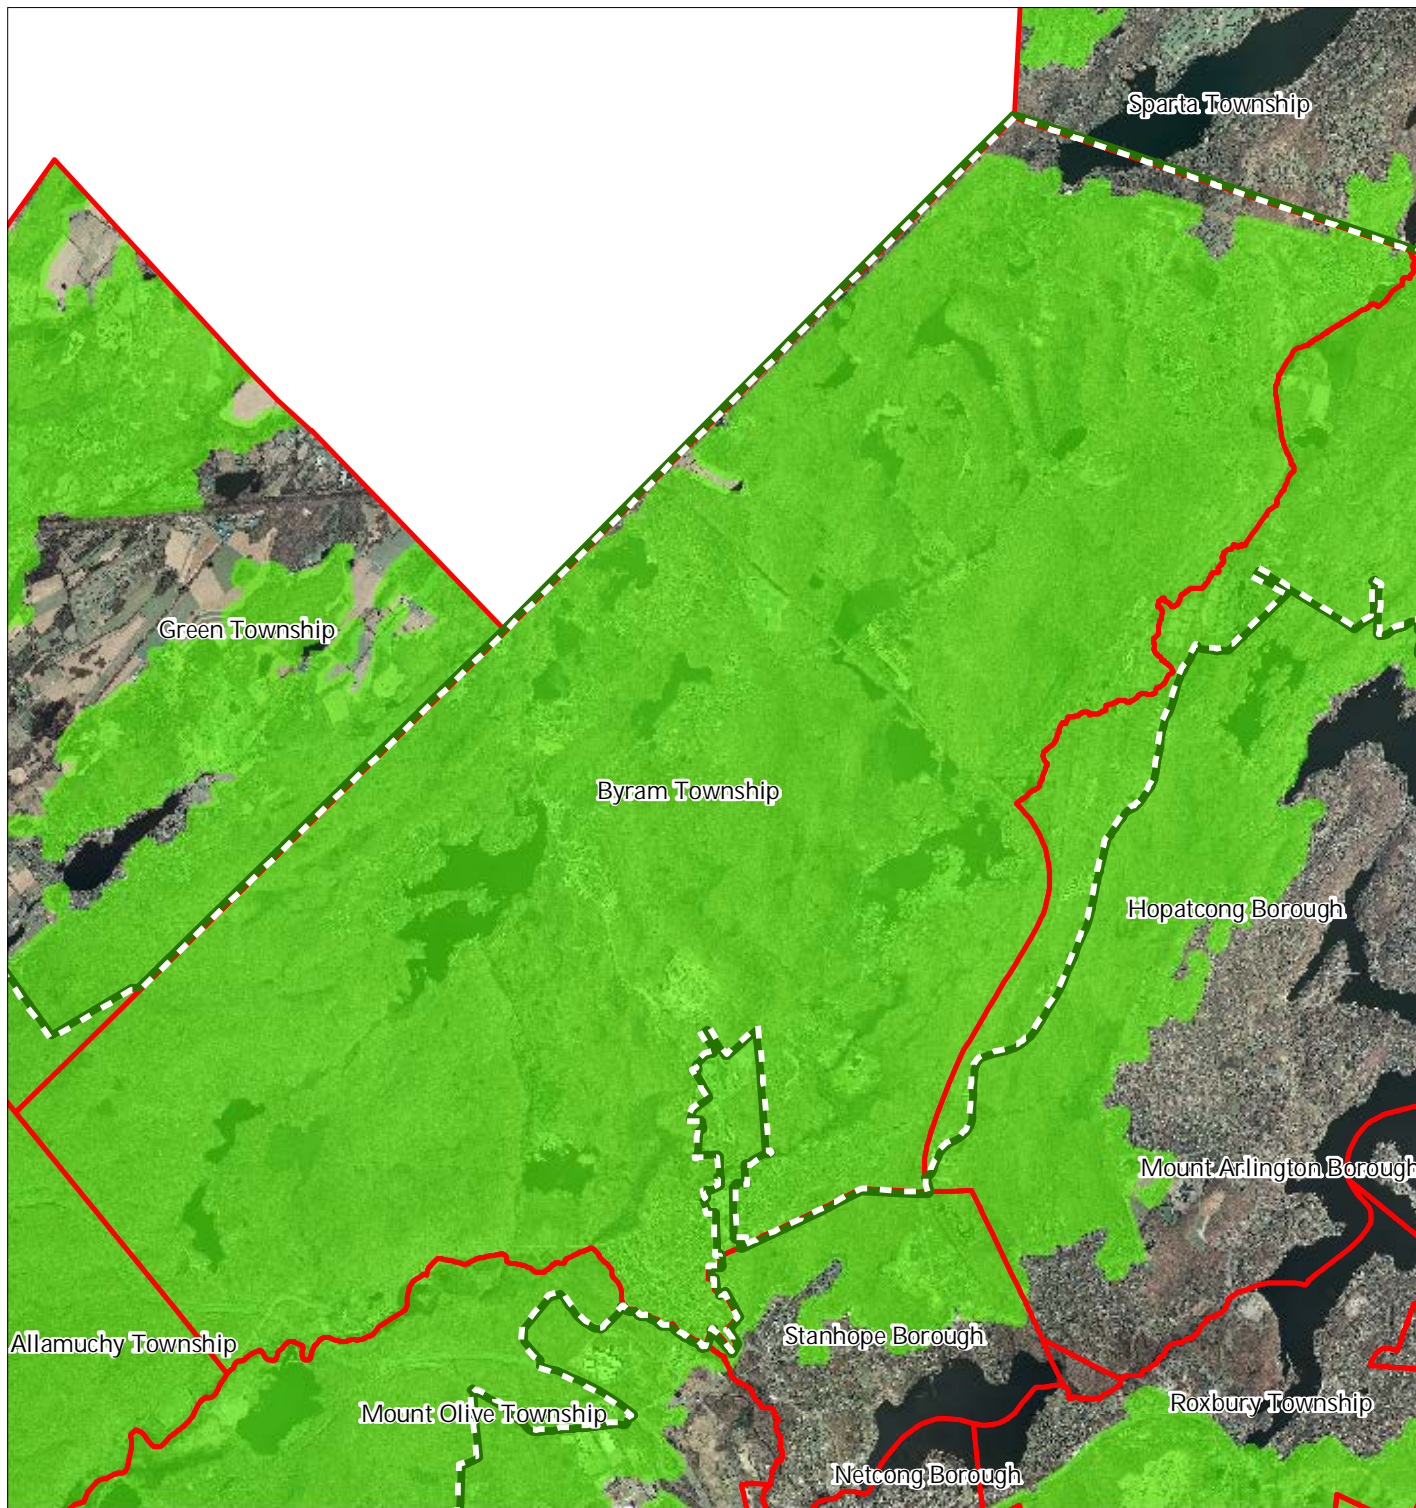 Sparta Township
Green Township
Byram Township
Hopatcong Borough
Mount Arlington Borough
Stanhope Borough
Allamuchy Township
Roxbury Township
Mount Olive Township
Netcong Borough